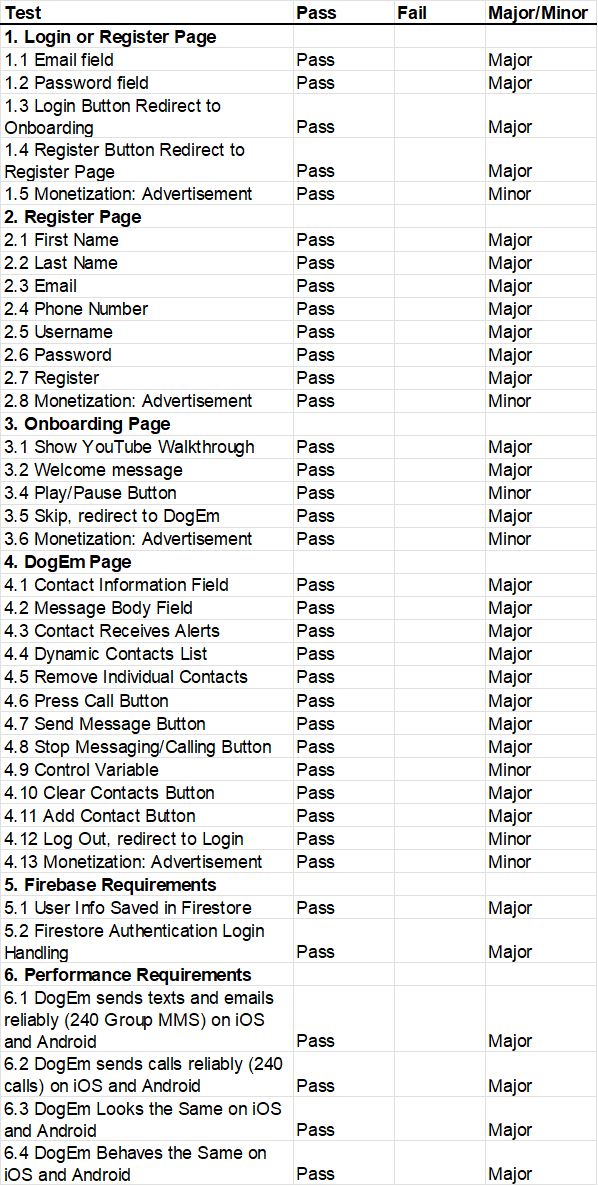 Test Pass Fail Major/Minor
1. Login or Register Page
1.1 Email field Pass Major
1.2 Password field Pass Major
1.3 Login Button Redirect to
Onboarding Pass Major
1.4 Register Button Redirect to
Register Page Pass Major
1.5 Monetization: Advertisement Pass Minor
2. Register Page
2.1 First Name Pass Major
2.2 Last Name Pass Major
2.3 Email Pass Major
2.4 Phone Number Pass Major
2.5 Username Pass Major
2.6 Password Pass Major
2.7 Register Pass Major
2.8 Monetization: Advertisement Pass Minor
3. Onboarding Page
3.1 Show YouTube Walkthrough Pass Major
3.2 Welcome message Pass Major
3.4 Play/Pause Button Pass Minor
3.5 Skip, redirect to DogEm Pass Major
3.6 Monetization: Advertisement Pass Minor
4. DogEm Page
4.1 Contact Information Field Pass Major
4.2 Message Body Field Pass Major
4.3 Contact Receives Alerts Pass Major
4.4 Dynamic Contacts List Pass Major
4.5 Remove Individual Contacts Pass Major
4.6 Press Call Button Pass Major
4.7 Send Message Button Pass Major
4.8 Stop Messaging/Calling Button Pass Major
4.9 Control Variable Pass Minor
4.10 Clear Contacts Button Pass Major
4.11 Add Contact Button Pass Major
4.12 Log Out, redirect to Login Pass Minor
4.13 Monetization: Advertisement Pass Minor
5. Firebase Requirements
5.1 User Info Saved in Firestore Pass Major
5.2 Firestore Authentication Login
Handling Pass Major
6. Performance Requirements
6.1 DogEm sends texts and emails
reliably (240 Group MMS) on iOS
and Android Pass Major
6.2 DogEm sends calls reliably (240
calls) on iOS and Android Pass Major
6.3 DogEm Looks the Same on iOS
and Android Pass Major
6.4 DogEm Behaves the Same on
iOS and Android Pass Major